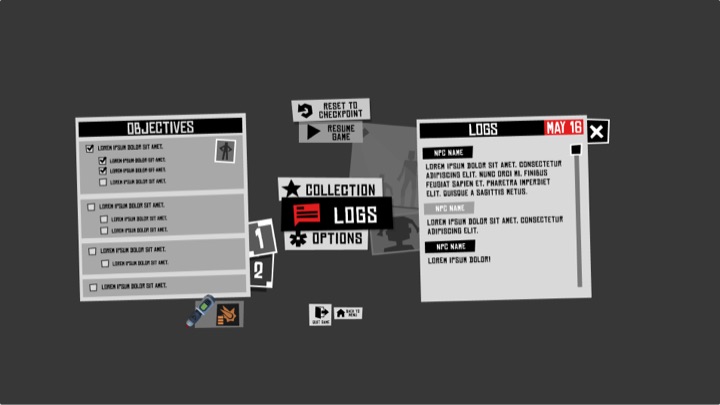 OBJECTIVES
LOREM IPSUM DOLOR SIT AMET.
LOREM IPSUM DOLOR SIT AMET.
LOREM IPSUM DOLOR SIT AMET.
LOREM IPSUM DOLOR SIT AMET.
LOREM IPSUM DOLOR SIT AMET.
LOREM IPSUM DOLOR SIT AMET.
LOREM IPSUM DOLOR SIT AMET.
LOREM IPSUM DOLOR SIT AMET.
LOREM IPSUM DOLOR SIT AMET.
LOREM IPSUM DOLOR SIT AMET.
1
2
RESET TO
CHECKPOINT
RESUME
GAME
COLLECTION
LOGS
OPTIONS
QUIT GAME
BACK TO
MENU
LOGS
MAY 16
NPC NAME
LOREM IPSUM DOLOR SIT AMET, CONSECTETUR
ADIPISCING ELIT. NUNC ORCI MI, FINIBUS
FEUGIAT SAPIEN ET, PHARETRA IMPERDIET
ELIT. QUISQUE A SAGITTIS METUS.
NPC NAME
LOREM IPSUM DOLOR SIT AMET, CONSECTETUR
ADIPISCING ELIT.
NPC NAME
LOREM IPSUM DOLOR!